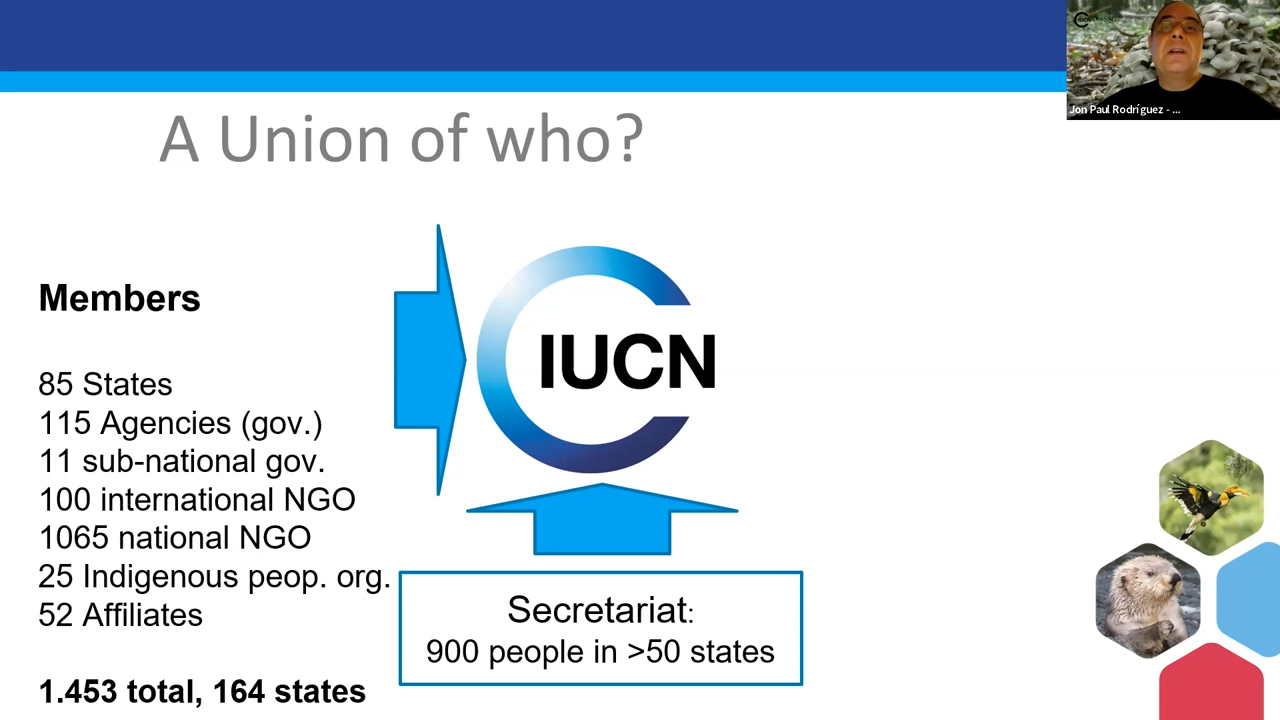 A Union of who?
Members
85 States
115 Agencies (gov.)
11 sub-national gov.
100 international NGO
1065 national NGO
25 Indigenous peop. org.
52 Affiliates
1.453 total, 164 states
IUCN
Secretariat:
900 people in >50 states
IUCN
Jon Paul Rodríguez - ...